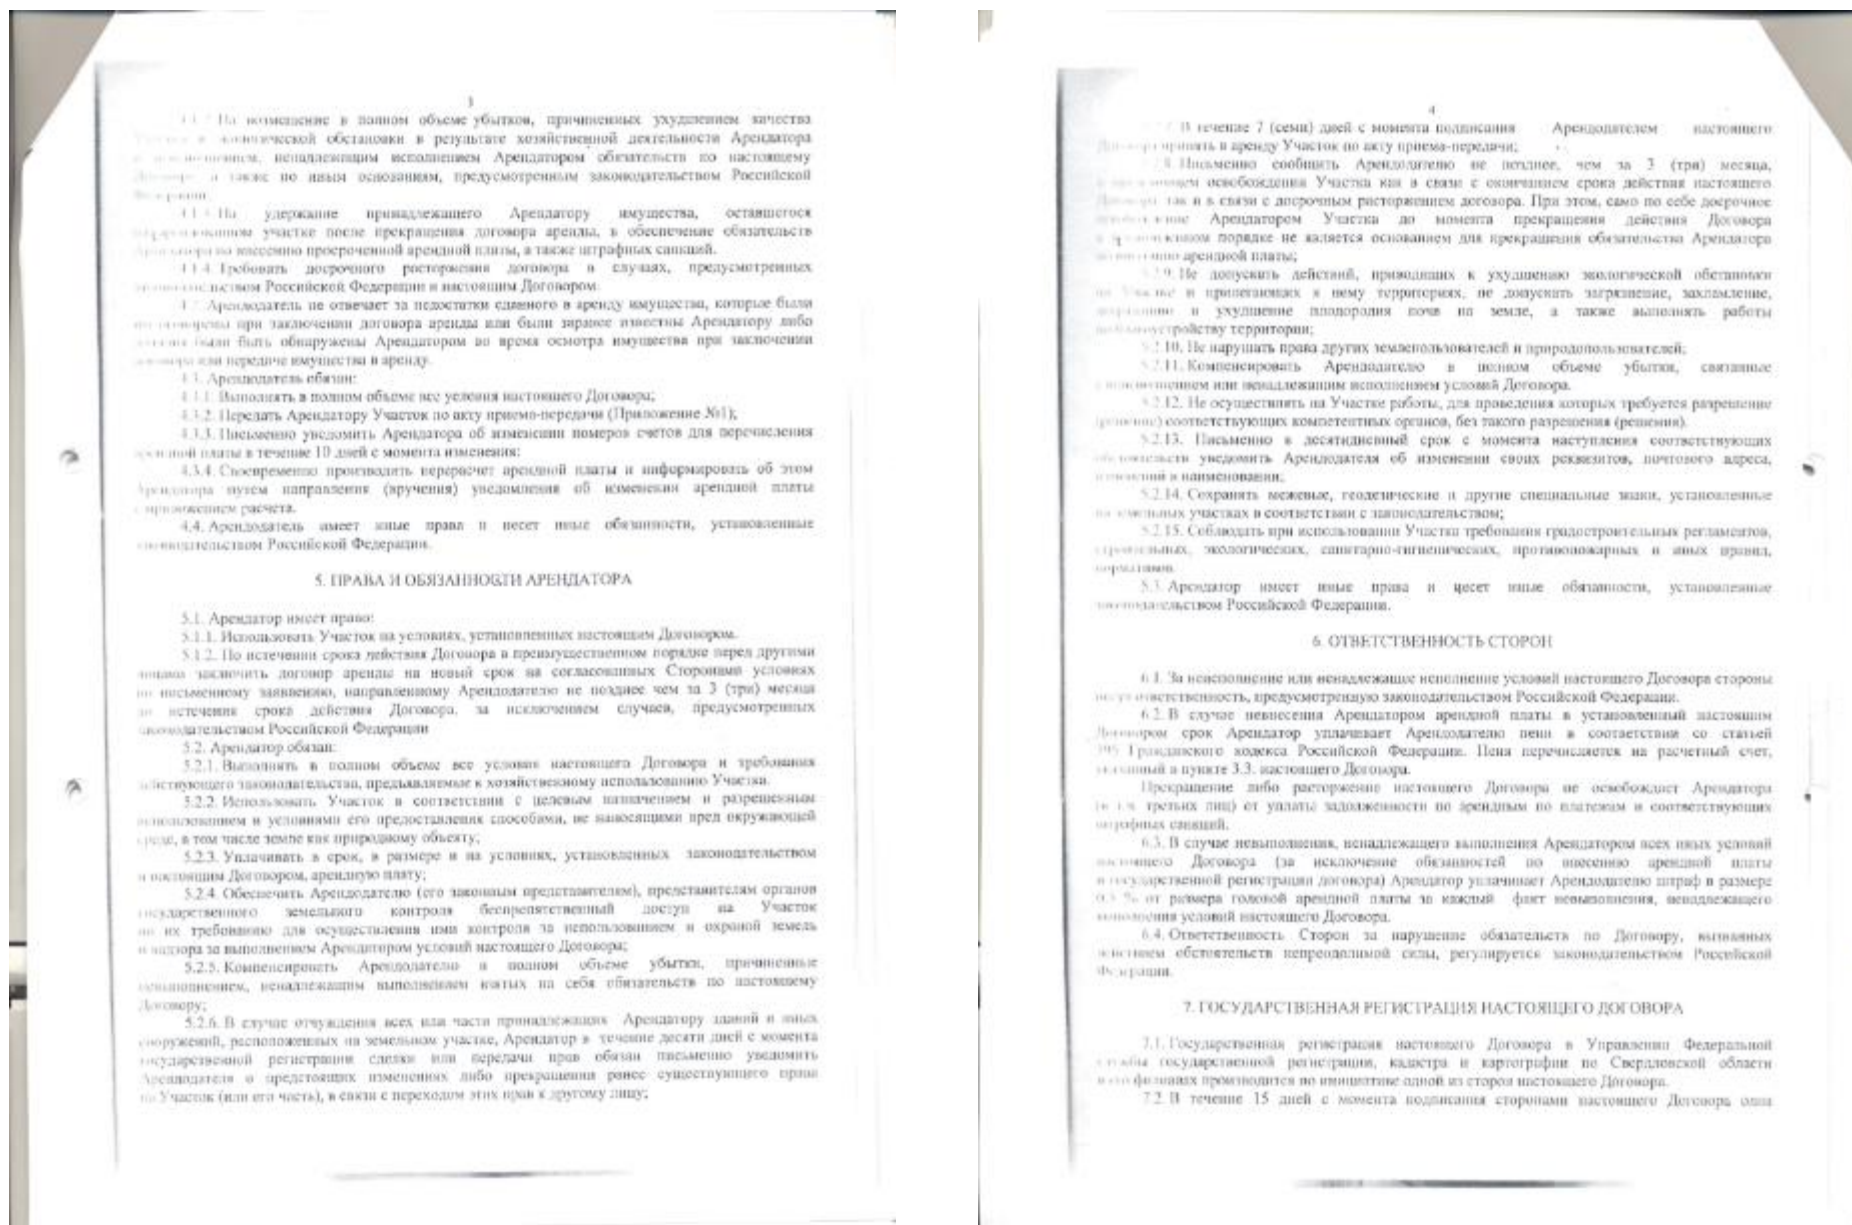 3
На возмещение в полном объеме убытков, причиненных ухудшением качества
экологической обстановки в результате хозяйственной деятельности Арендатора
ненадлежащим исполнением Арендатором обязательств по настоящему
а также по иным основаниям, предусмотренным законодательством Российской
На удержание принадлежащего Арендатору имущества, оставшегося
участке после прекращения договора аренды, в обеспечение обязательств
внесению просроченной арендной платы, а также штрафных санкций.
4.1.4. Требовать досрочного расторжения договора в случаях, предусмотренных
Российской Федерации и настоящим Договором.
Арендодатель не отвечает за недостатки сданного в аренду имущества, которые были
при заключении договора аренды или были заранее известны Арендатору либо
были быть обнаружены Арендатором во время осмотра имущества при заключении
или передаче имущества в аренду.
4.3. Арендодатель обязан:
Выполнять в полном объеме все условия настоящего Договора;
4.3.2. Передать Арендатору Участок по акту приема-передачи (Приложение №1);
4.3.3. Письменно уведомить Арендатора об изменении номеров счетов для перечисления
арендной платы в течение 10 дней с момента изменения;
4.3.4. Своевременно производить перерасчет арендной платы и информировать об этом
Арендатора путем направления (вручения) уведомления об изменении арендной платы
с приложением расчета.
4.4. Арендодатель имеет иные права и несет иные обязанности, установленные
законодательством Российской Федерации.
5. ПРАВА И ОБЯЗАННОСТИ АРЕНДАТОРА
5.1. Арендатор имеет право:
5.1.1. Использовать Участок на условиях, установленных настоящим Договором.
5.1.2. По истечении срока действия Договора в преимущественном порядке перед другими
лицами заключить договор аренды на новый срок на согласованных Сторонами условиях
по письменному заявлению, направленному Арендодателю не позднее чем за 3 (три) месяца
до истечения срока действия Договора, за исключением случаев, предусмотренных
законодательством Российской Федерации
5.2. Арендатор обязан:
5.2.1. Выполнять в полном объеме все условия настоящего Договора и требования
действующего законодательства, предъявляемые к хозяйственному использованию Участка.
5.2.2. Использовать Участок в соответствии с целевым назначением и разрешенным
использованием и условиями его предоставления способами, не наносящими вред окружающей
среде, в том числе земле как природному объекту;
5.2.3. Уплачивать в срок, в размере и на условиях, установленных законодательством
и настоящим Договором, арендную плату;
5.2.4. Обеспечить Арендодателю (его законным представителям), представителям органов
государственного земельного контроля беспрепятственный доступ на Участок
по их требованию для осуществления ими контроля за использованием и охраной земель
и надзора за выполнением Арендатором условий настоящего Договора;
5.2.5. Компенсировать Арендодателю в полном объеме убытки, причиненные
невыполнением, ненадлежащим выполнением взятых на себя обязательств по настоящему
Договору;
5.2.6. В случае отчуждения всех или части принадлежащих Арендатору зданий и иных
сооружений, расположенных на земельном участке, Арендатор в течение десяти дней с момента
государственной регистрации сделки или передачи прав обязан письменно уведомить
Арендодателя о предстоящих изменениях либо прекращении ранее существующего права
на Участок (или его часть), в связи с переходом этих прав к другому лицу;
4
В течение 7 (семи) дней с момента подписания Арендодателем настоящего
Договора принять в аренду Участок по акту приема-передачи;
Письменно сообщить Арендодателю не позднее, чем за 3 (три) месяца,
освобождении Участка как в связи с окончанием срока действия настоящего
Договора, так и в связи с досрочным расторжением договора. При этом, само по себе досрочное
Арендатором Участка до момента прекращения действия Договора
порядке не является основанием для прекращения обязательства Арендатора
арендной платы;
5.2.9. Не допускать действий, приводящих к ухудшению экологической обстановки
на Участке и прилегающих к нему территориях, не допускать загрязнение, захламление,
и ухудшение плодородия почв на земле, а также выполнять работы
по благоустройству территории;
5.2.10. Не нарушать права других землепользователей и природопользователей;
5.2.11. Компенсировать Арендодателю в полном объеме убытки, связанные
с неисполнением или ненадлежащим исполнением условий Договора.
5.2.12. Не осуществлять на Участке работы, для проведения которых требуется разрешение
(решение) соответствующих компетентных органов, без такого разрешения (решения).
5.2.13. Письменно в десятидневный срок с момента наступления соответствующих
обстоятельств уведомить Арендодателя об изменении своих реквизитов, почтового адреса,
изменений в наименовании;
5.2.14. Сохранять межевые, геодезические и другие специальные знаки, установленные
на земельных участках в соответствии с законодательством;
5.2.15. Соблюдать при использовании Участка требования градостроительных регламентов,
строительных, экологических, санитарно-гигиенических, противопожарных и иных правил,
нормативов.
5.3. Арендатор имеет иные права и несет иные обязанности, установленные
законодательством Российской Федерации.
6. ОТВЕТСТВЕННОСТЬ СТОРОН
6.1. За неисполнение или ненадлежащее исполнение условий настоящего Договора стороны
несут ответственность, предусмотренную законодательством Российской Федерации.
6.2. В случае невнесения Арендатором арендной платы в установленный настоящим
Договором срок Арендатор уплачивает Арендодателю пени в соответствии со статьей
395 Гражданского кодекса Российской Федерации. Пеня перечисляется на расчетный счет,
указанный в пункте 3.3. настоящего Договора.
Прекращение либо расторжение настоящего Договора не освобождает Арендатора
(в т.ч. третьих лиц) от уплаты задолженности по арендным по платежам и соответствующих
штрафных санкций.
6.3. В случае невыполнения, ненадлежащего выполнения Арендатором всех иных условий
настоящего Договора (за исключение обязанностей по внесению арендной платы
и государственной регистрации договора) Арендатор уплачивает Арендодателю штраф в размере
0,5 % от размера годовой арендной платы за каждый факт невыполнения, ненадлежащего
выполнения условий настоящего Договора.
6.4. Ответственность Сторон за нарушение обязательств по Договору, вызванных
действием обстоятельств непреодолимой силы, регулируется законодательством Российской
Федерации.
7. ГОСУДАРСТВЕННАЯ РЕГИСТРАЦИЯ НАСТОЯЩЕГО ДОГОВОРА
7.1. Государственная регистрация настоящего Договора в Управлении Федеральной
службы государственной регистрации, кадастра и картографии по Свердловской области
и его филиалах производится по инициативе одной из сторон настоящего Договора.
7.2. В течение 15 дней с момента подписания сторонами настоящего Договора одна